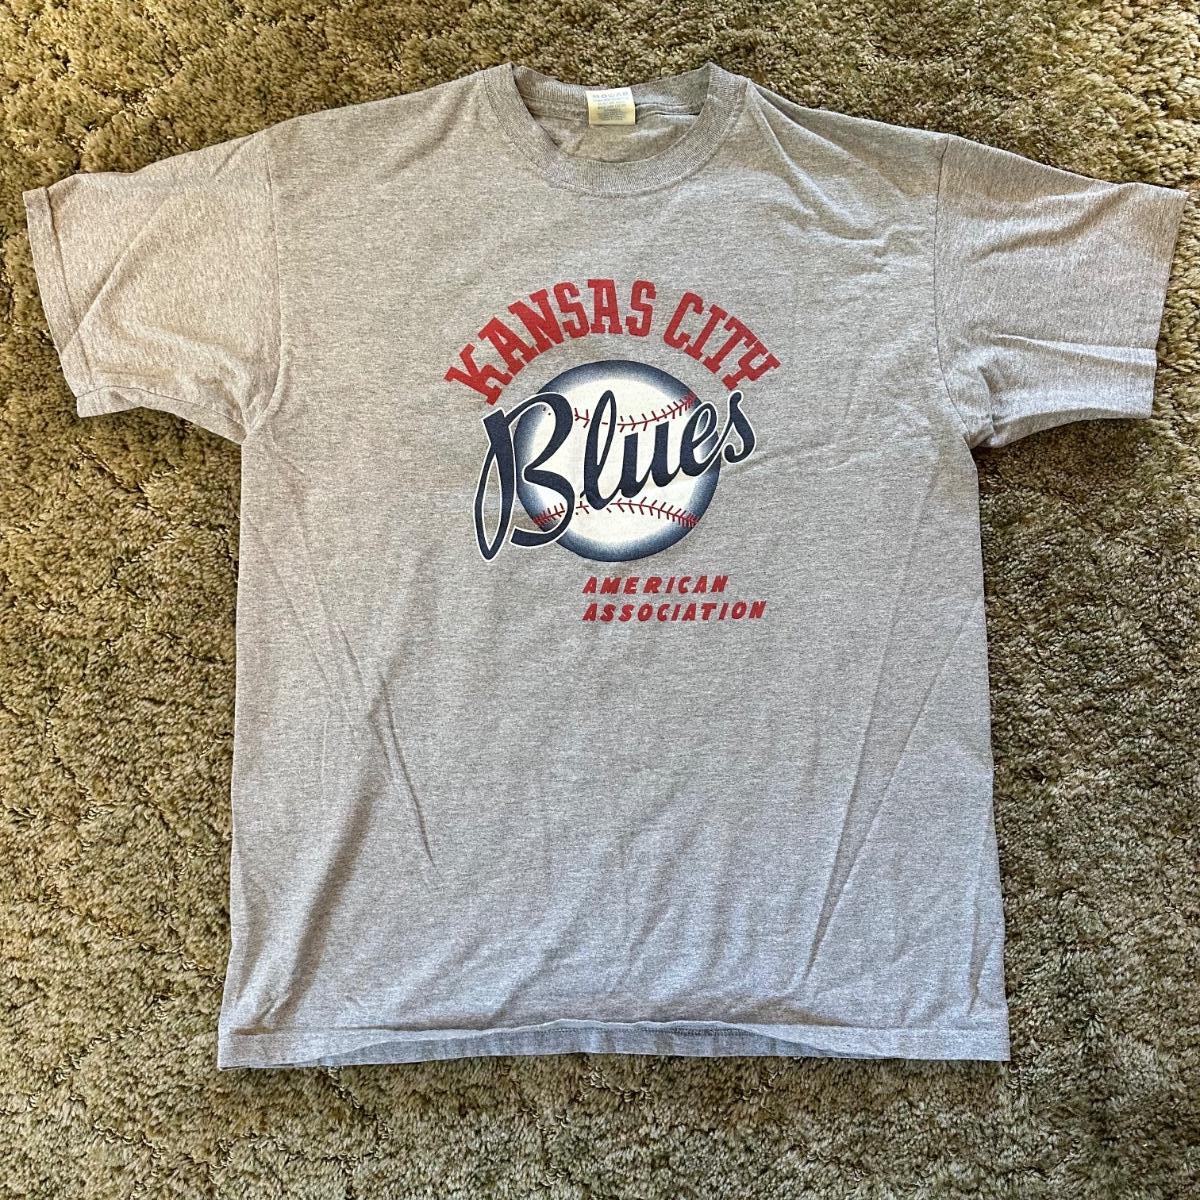 KANSAS CITY
Blues
AMERICAN
ASSOCIATION